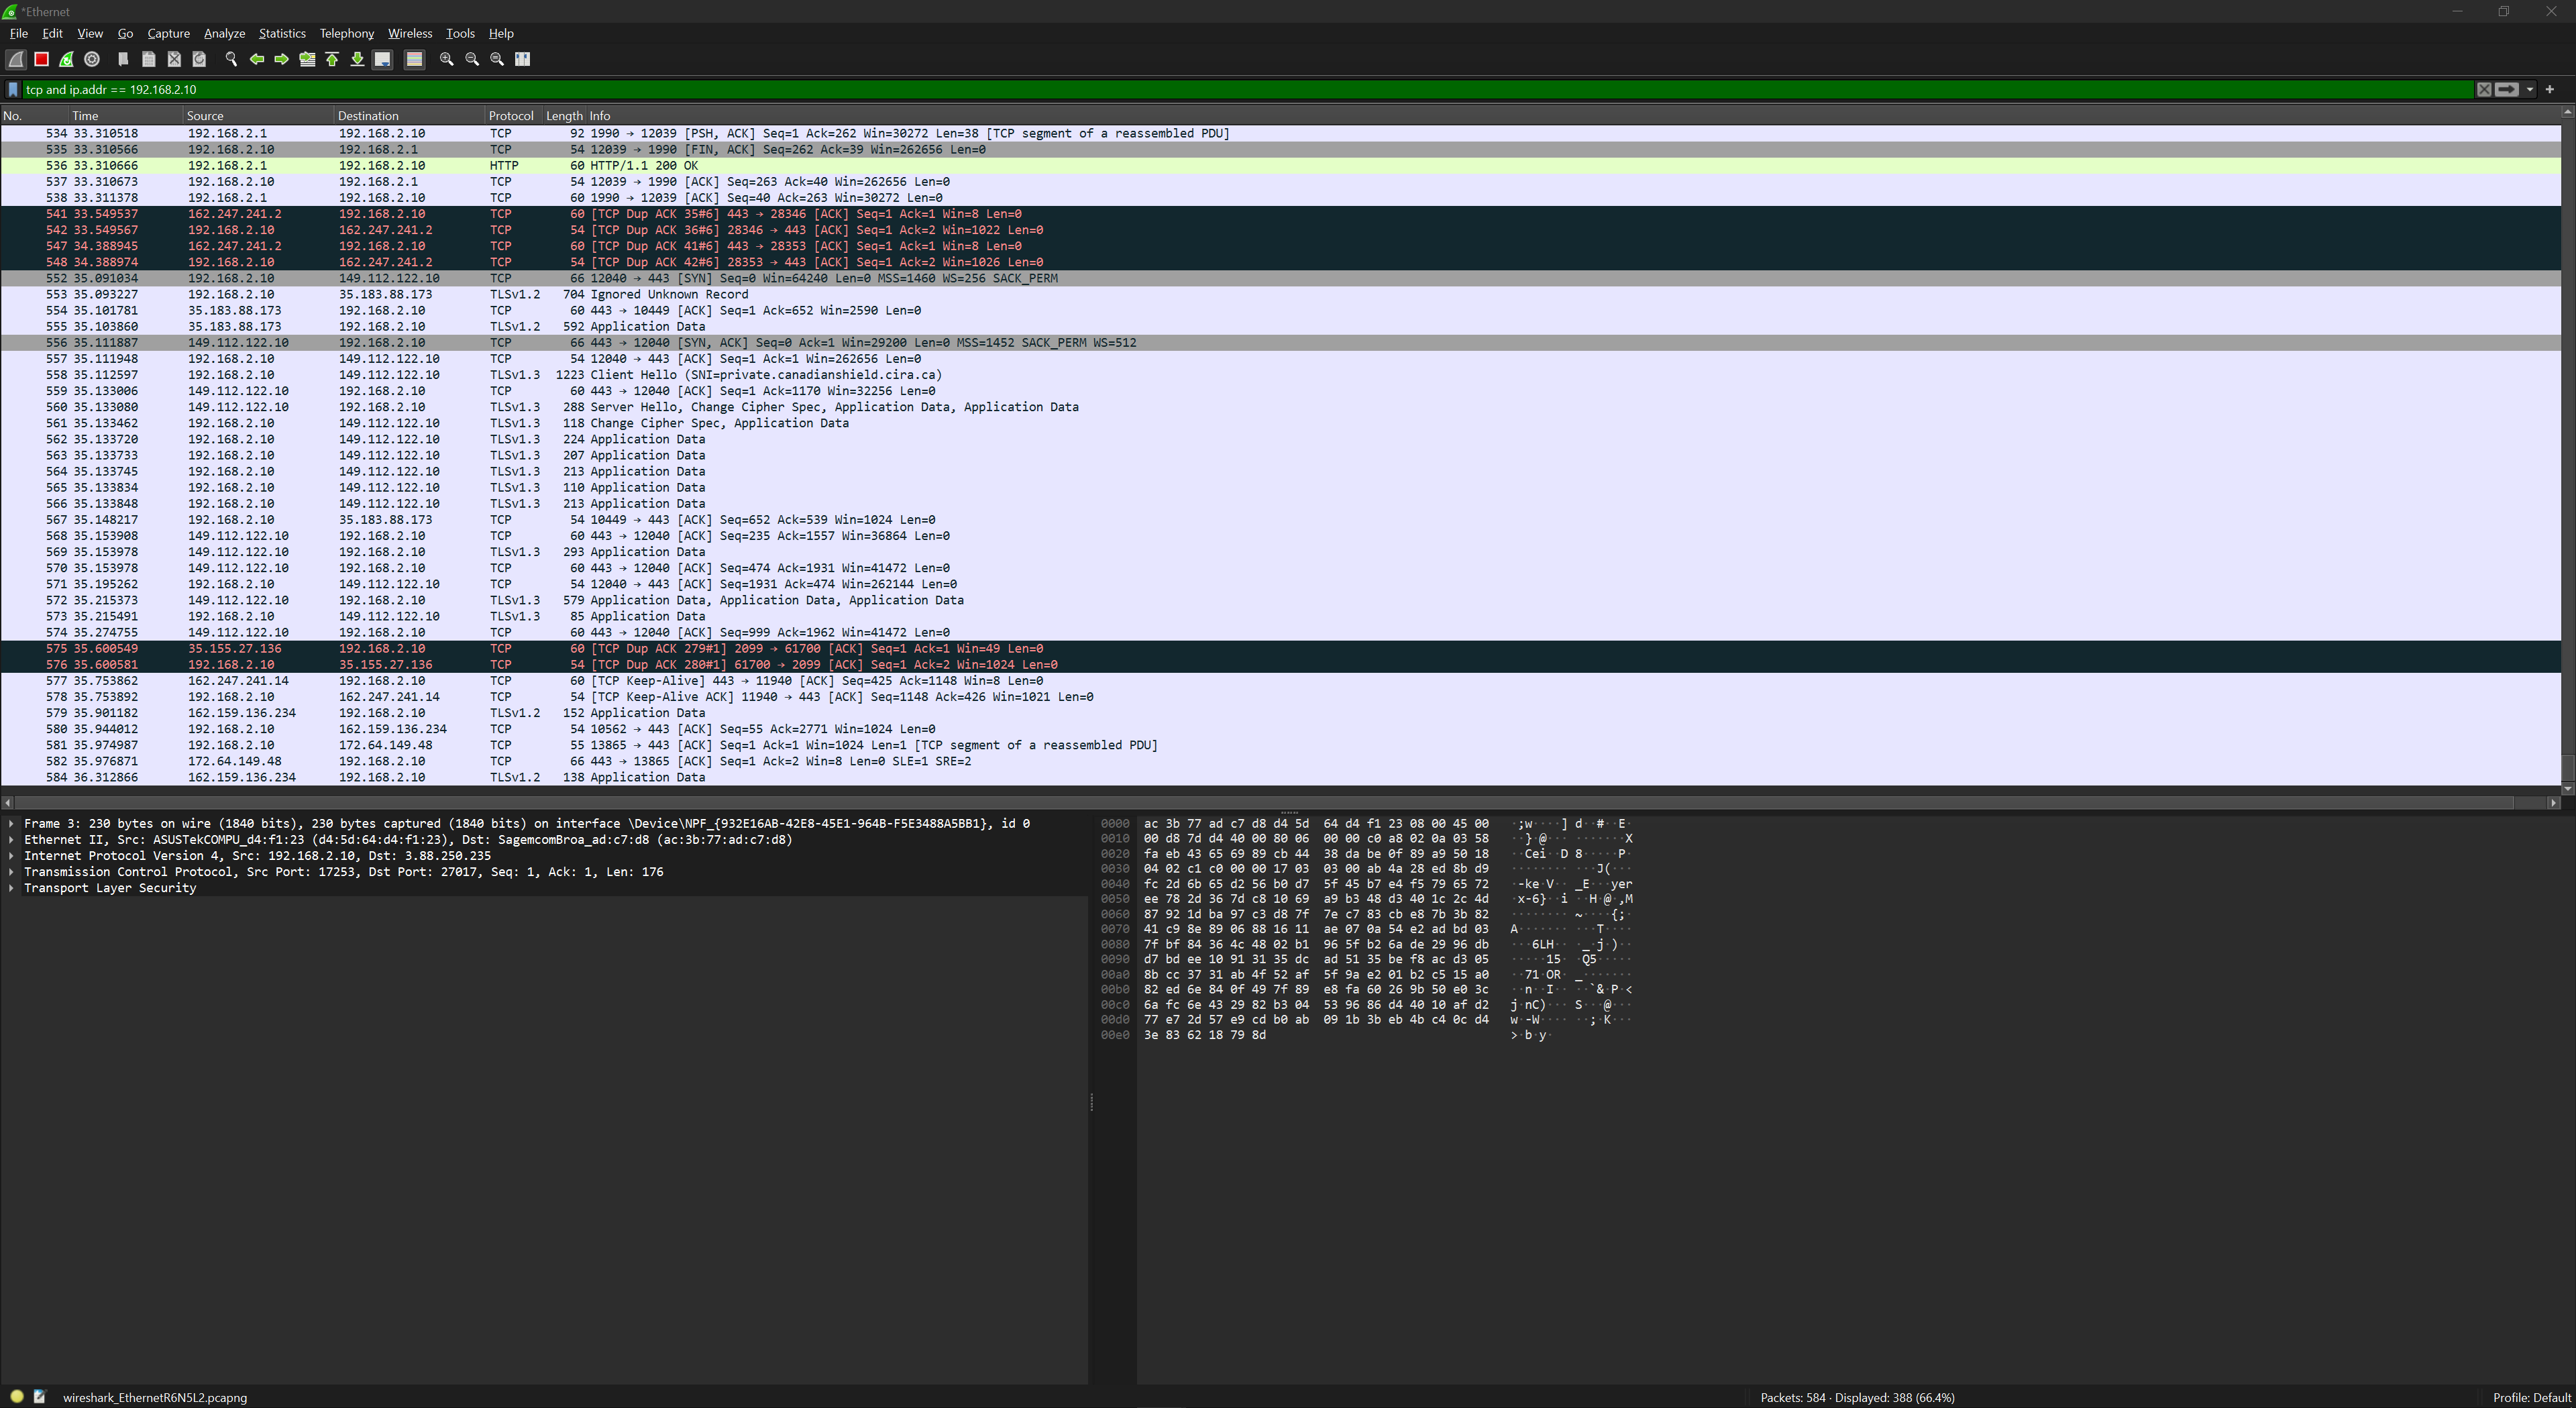 *Ethernet
File Edit View Go Capture Analyze Statistics Telephony Wireless Tools Help
tcp and ip.addr == 192.168.2.10
No. Time Source Destination Protocol Length Info
534 33.310518 192.168.2.1 192.168.2.10 TCP 92 1990 → 12039 [PSH, ACK] Seq=1 Ack=262 Win=30272 Len=38 [TCP segment of a reassembled PDU]
535 33.310566 192.168.2.10 192.168.2.1 TCP 54 12039 → 1990 [FIN, ACK] Seq=262 Ack=39 Win=262656 Len=0
536 33.310666 192.168.2.1 192.168.2.10 HTTP 60 HTTP/1.1 200 OK
537 33.310673 192.168.2.10 192.168.2.1 TCP 54 12039 → 1990 [ACK] Seq=263 Ack=40 Win=262656 Len=0
538 33.311378 192.168.2.1 192.168.2.10 TCP 60 1990 → 12039 [ACK] Seq=40 Ack=263 Win=30272 Len=0
541 33.549537 162.247.241.2 192.168.2.10 TCP 60 [TCP Dup ACK 35#6] 443 → 28346 [ACK] Seq=1 Ack=1 Win=8 Len=0
542 33.549567 192.168.2.10 162.247.241.2 TCP 54 [TCP Dup ACK 36#6] 28346 → 443 [ACK] Seq=1 Ack=2 Win=1022 Len=0
547 34.388945 162.247.241.2 192.168.2.10 TCP 60 [TCP Dup ACK 41#6] 443 → 28353 [ACK] Seq=1 Ack=1 Win=8 Len=0
548 34.388974 192.168.2.10 162.247.241.2 TCP 54 [TCP Dup ACK 42#6] 28353 → 443 [ACK] Seq=1 Ack=2 Win=1026 Len=0
552 35.091034 192.168.2.10 149.112.122.10 TCP 66 12040 → 443 [SYN] Seq=0 Win=64240 Len=0 MSS=1460 WS=256 SACK_PERM
553 35.093227 192.168.2.10 35.183.88.173 TLSv1.2 704 Ignored Unknown Record
554 35.101781 35.183.88.173 192.168.2.10 TCP 60 443 → 10449 [ACK] Seq=1 Ack=652 Win=2590 Len=0
555 35.103860 35.183.88.173 192.168.2.10 TLSv1.2 592 Application Data
556 35.111887 149.112.122.10 192.168.2.10 TCP 66 443 → 12040 [SYN, ACK] Seq=0 Ack=1 Win=29200 Len=0 MSS=1452 SACK_PERM WS=512
557 35.111948 192.168.2.10 149.112.122.10 TCP 54 12040 → 443 [ACK] Seq=1 Ack=1 Win=262656 Len=0
558 35.112597 192.168.2.10 149.112.122.10 TLSv1.3 1223 Client Hello (SNI=private.canadianshield.cira.ca)
559 35.133006 149.112.122.10 192.168.2.10 TCP 60 443 → 12040 [ACK] Seq=1 Ack=1170 Win=32256 Len=0
560 35.133080 149.112.122.10 192.168.2.10 TLSv1.3 288 Server Hello, Change Cipher Spec, Application Data, Application Data
561 35.133462 192.168.2.10 149.112.122.10 TLSv1.3 118 Change Cipher Spec, Application Data
562 35.133720 192.168.2.10 149.112.122.10 TLSv1.3 224 Application Data
563 35.133733 192.168.2.10 149.112.122.10 TLSv1.3 207 Application Data
564 35.133745 192.168.2.10 149.112.122.10 TLSv1.3 213 Application Data
565 35.133834 192.168.2.10 149.112.122.10 TLSv1.3 110 Application Data
566 35.133848 192.168.2.10 149.112.122.10 TLSv1.3 213 Application Data
567 35.148217 192.168.2.10 35.183.88.173 TCP 54 10449 → 443 [ACK] Seq=652 Ack=539 Win=1024 Len=0
568 35.153908 149.112.122.10 192.168.2.10 TCP 60 443 → 12040 [ACK] Seq=235 Ack=1557 Win=36864 Len=0
569 35.153978 149.112.122.10 192.168.2.10 TLSv1.3 293 Application Data
570 35.153978 149.112.122.10 192.168.2.10 TCP 60 443 → 12040 [ACK] Seq=474 Ack=1931 Win=41472 Len=0
571 35.195262 192.168.2.10 149.112.122.10 TCP 54 12040 → 443 [ACK] Seq=1931 Ack=474 Win=262144 Len=0
572 35.215373 149.112.122.10 192.168.2.10 TLSv1.3 579 Application Data, Application Data, Application Data
573 35.215491 192.168.2.10 149.112.122.10 TLSv1.3 85 Application Data
574 35.274755 149.112.122.10 192.168.2.10 TCP 60 443 → 12040 [ACK] Seq=999 Ack=1962 Win=41472 Len=0
575 35.600549 35.155.27.136 192.168.2.10 TCP 60 [TCP Dup ACK 279#1] 2099 → 61700 [ACK] Seq=1 Ack=1 Win=49 Len=0
576 35.600581 192.168.2.10 35.155.27.136 TCP 54 [TCP Dup ACK 280#1] 61700 → 2099 [ACK] Seq=1 Ack=2 Win=1024 Len=0
577 35.753862 162.247.241.14 192.168.2.10 TCP 60 [TCP Keep-Alive] 443 → 11940 [ACK] Seq=425 Ack=1148 Win=8 Len=0
578 35.753892 192.168.2.10 162.247.241.14 TCP 54 [TCP Keep-Alive ACK] 11940 → 443 [ACK] Seq=1148 Ack=426 Win=1021 Len=0
579 35.901182 162.159.136.234 192.168.2.10 TLSv1.2 152 Application Data
580 35.944012 192.168.2.10 162.159.136.234 TCP 54 10562 → 443 [ACK] Seq=55 Ack=2771 Win=1024 Len=0
581 35.974987 192.168.2.10 172.64.149.48 TCP 55 13865 → 443 [ACK] Seq=1 Ack=1 Win=1024 Len=1 [TCP segment of a reassembled PDU]
582 35.976871 172.64.149.48 192.168.2.10 TCP 66 443 → 13865 [ACK] Seq=1 Ack=2 Win=8 Len=0 SLE=1 SRE=2
584 36.312866 162.159.136.234 192.168.2.10 TLSv1.2 138 Application Data
Frame 3: 230 bytes on wire (1840 bits), 230 bytes captured (1840 bits) on interface \Device\NPF_{932E16AB-42E8-45E1-964B-F5E3488A5BB1}, id 0
Ethernet II, Src: ASUSTekCOMPU_d4:f1:23 (d4:5d:64:d4:f1:23), Dst: SagemcomBroa_ad:c7:d8 (ac:3b:77:ad:c7:d8)
Internet Protocol Version 4, Src: 192.168.2.10, Dst: 3.88.250.235
Transmission Control Protocol, Src Port: 17253, Dst Port: 27017, Seq: 1, Ack: 1, Len: 176
Transport Layer Security
0000 ac 3b 77 ad c7 d8 d4 5d 64 d4 f1 23 08 00 45 00 ·;w····] d··#··E·
0010 00 d8 7d d4 40 00 80 06 00 00 c0 a8 02 0a 03 58 ··}·@··· ·······X
0020 fa eb 43 65 69 89 cb 44 38 da be 0f 89 a9 50 18 ··Cei··D 8·····P·
0030 04 02 c1 c0 00 00 17 03 03 00 ab 4a 28 ed 8b d9 ········ ···J(···
0040 fc 2d 6b 65 d2 56 b0 d7 5f 45 b7 e4 f5 79 65 72 ·-ke·V·· _E···yer
0050 ee 78 2d 36 7d c8 10 69 a9 b3 48 d3 40 1c 2c 4d ·x-6}··i ··H·@·,M
0060 87 92 1d ba 97 c3 d8 7f 7e c7 83 cb e8 7b 3b 82 ········ ~····{;·
0070 41 c9 8e 89 06 88 16 11 ae 07 0a 54 e2 ad bd 03 A······· ···T····
0080 7f bf 84 36 4c 48 02 b1 96 5f b2 6a de 29 96 db ···6LH·· ·_·j·)··
0090 d7 bd ee 10 91 31 35 dc ad 51 35 be f8 ac d3 05 ·····15· ·Q5·····
00a0 8b cc 37 31 ab 4f 52 af 5f 9a e2 01 b2 c5 15 a0 ··71·OR· _·······
00b0 82 ed 6e 84 0f 49 7f 89 e8 fa 60 26 9b 50 e0 3c ··n··I·· ··`&·P·<
00c0 6a fc 6e 43 29 82 b3 04 53 96 86 d4 40 10 af d2 j·nC)··· S···@···
00d0 77 e7 2d 57 e9 cd b0 ab 09 1b 3b eb 4b c4 0c d4 w·-W···· ··;·K···
00e0 3e 83 62 18 79 8d >·b·y·
wireshark_EthernetR6N5L2.pcapng Packets: 584 · Displayed: 388 (66.4%) Profile: Default